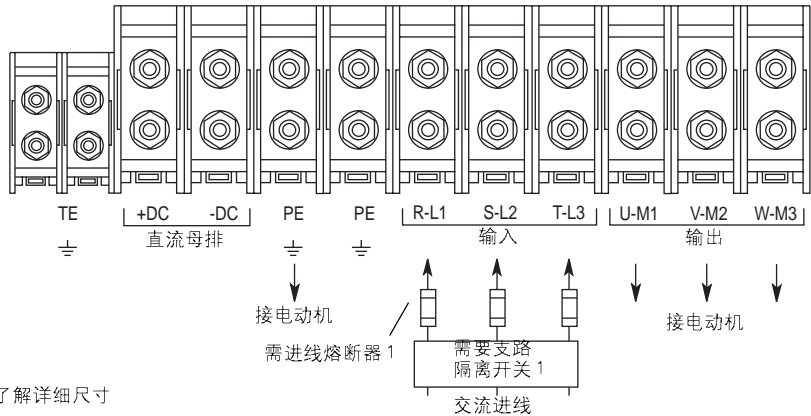 TE +DC -DC PE PE R-L1 S-L2 T-L3 U-M1 V-M2 W-M3
直流母排 输入 输出
接电动机 接电动机
需进线熔断器 1
需要支路
隔离开关 1
了解详细尺寸
交流进线